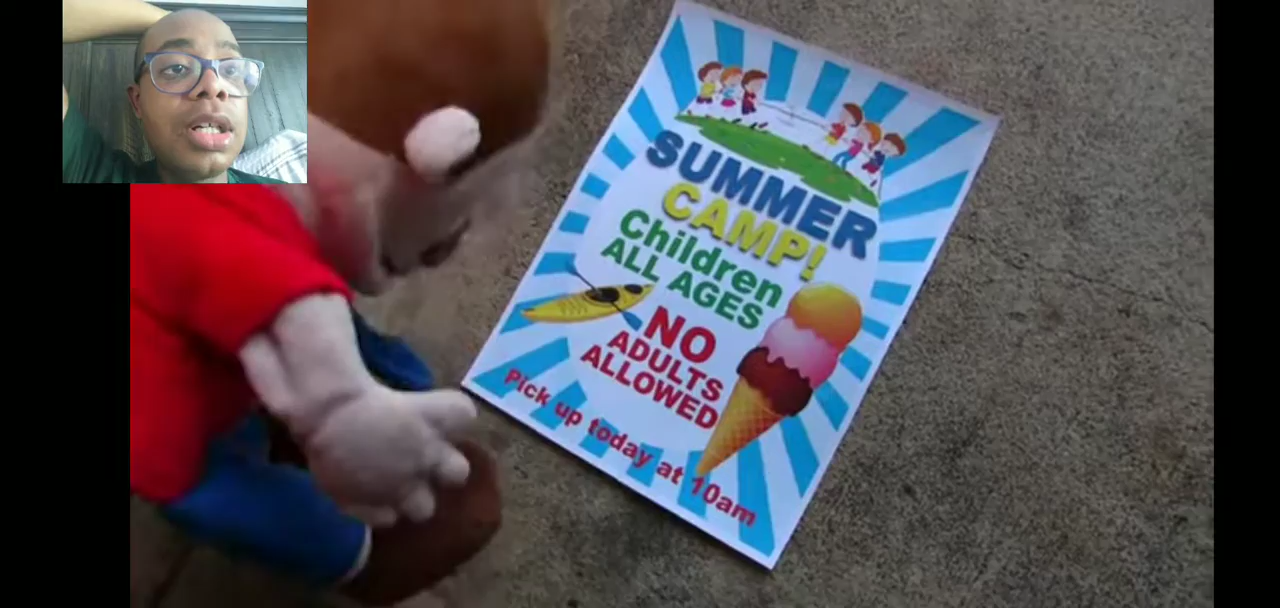 SUMMER
CAMP!
Children
ALL AGES
NO
ADULTS
ALLOWED
Pick up today at 10am